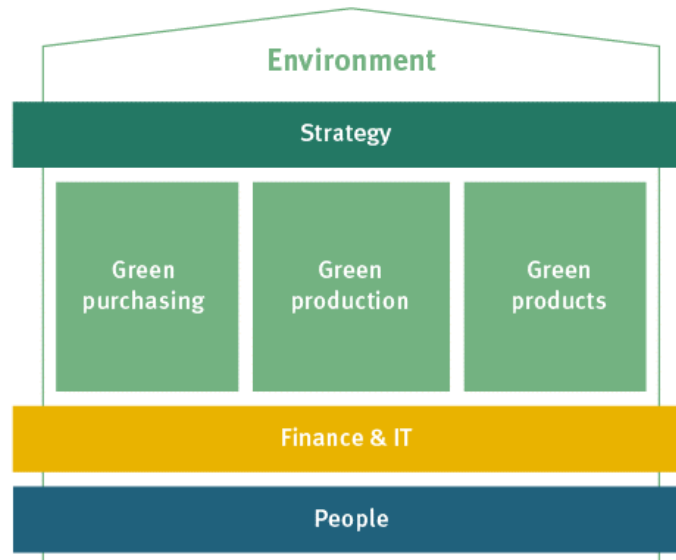 Environment
Strategy
Green
purchasing
Green
production
Green
products
Finance & IT
People